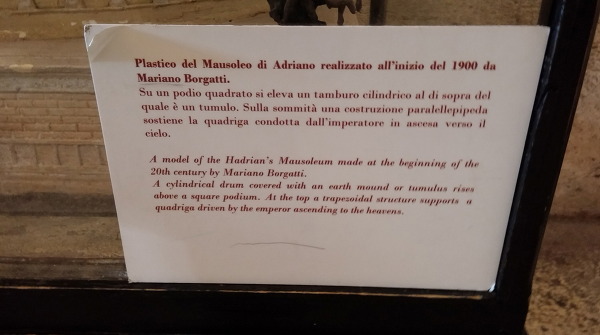 Plastico del Mausoleo di Adriano realizzato all'inizio del 1900 da
Mariano Borgatti.
Su un podio quadrato si eleva un tamburo cilindrico al di sopra del
quale è un tumulo. Sulla sommità una costruzione paralellepipeda
sostiene la quadriga condotta dall'imperatore in ascesa verso il
cielo.
A model of the Hadrian's Mausoleum made at the beginning of the
20th century by Mariano Borgatti.
A cylindrical drum covered with an earth mound or tumulus rises
above a square podium. At the top a trapezoidal structure supports a
quadriga driven by the emperor ascending to the heavens.